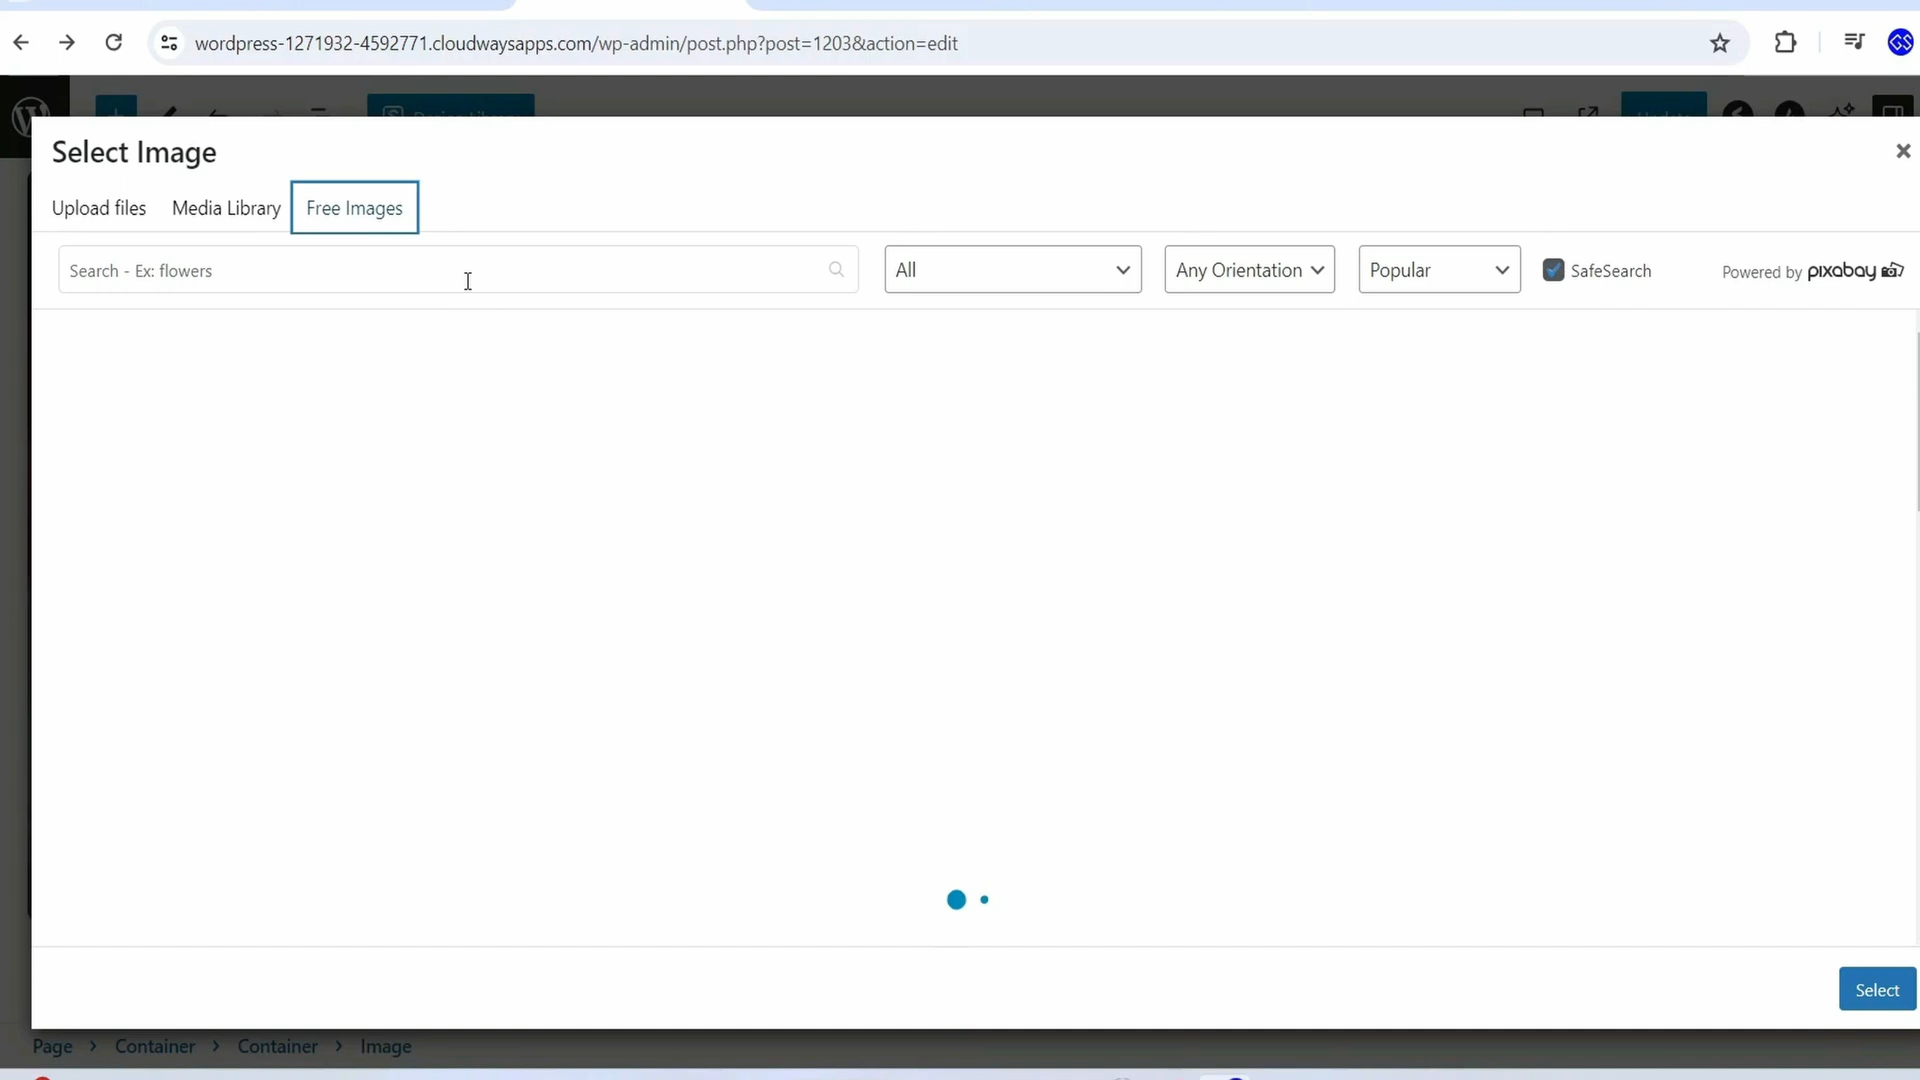 wordpress-1271932-4592771.cloudwaysapps.com/wp-admin/post.php?post=1203&action=edit
Select Image
Upload files Media Library Free Images
Search - Ex: flowers All Any Orientation Popular SafeSearch Powered by pixabay
Select
Page > Container > Container > Image